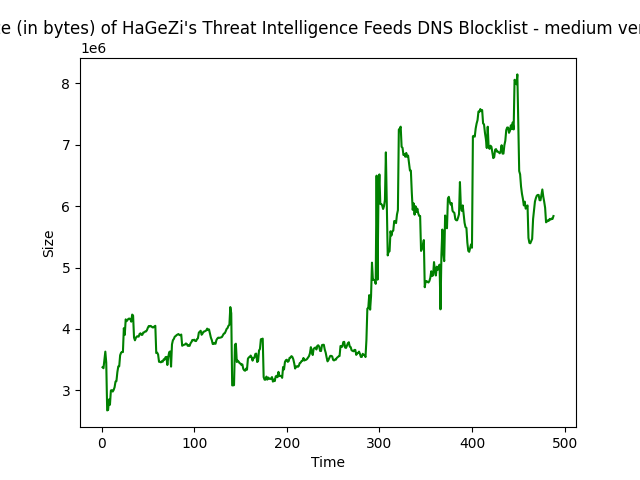 (in bytes) of HaGeZi's Threat Intelligence Feeds DNS Blocklist - medium
1e6
8
7
6
5
4
3
Size
0 100 200 300 400 500
Time